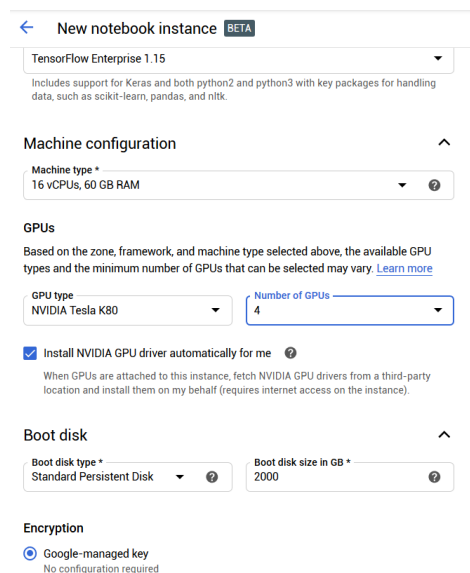 New notebook instance BETA
TensorFlow Enterprise 1.15
Includes support for Keras and both python2 and python3 with key packages for handling
data, such as scikit-learn, pandas, and nltk.
Machine configuration
Machine type *
16 vCPUs, 60 GB RAM
GPUs
Based on the zone, framework, and machine type selected above, the available GPU
types and the minimum number of GPUs that can be selected may vary. Learn more
GPU type
NVIDIA Tesla K80
Number of GPUs
4
Install NVIDIA GPU driver automatically for me
When GPUs are attached to this instance, fetch NVIDIA GPU drivers from a third-party
location and install them on my behalf (requires internet access on the instance).
Boot disk
Boot disk type *
Standard Persistent Disk
Boot disk size in GB *
2000
Encryption
Google-managed key
No configuration required